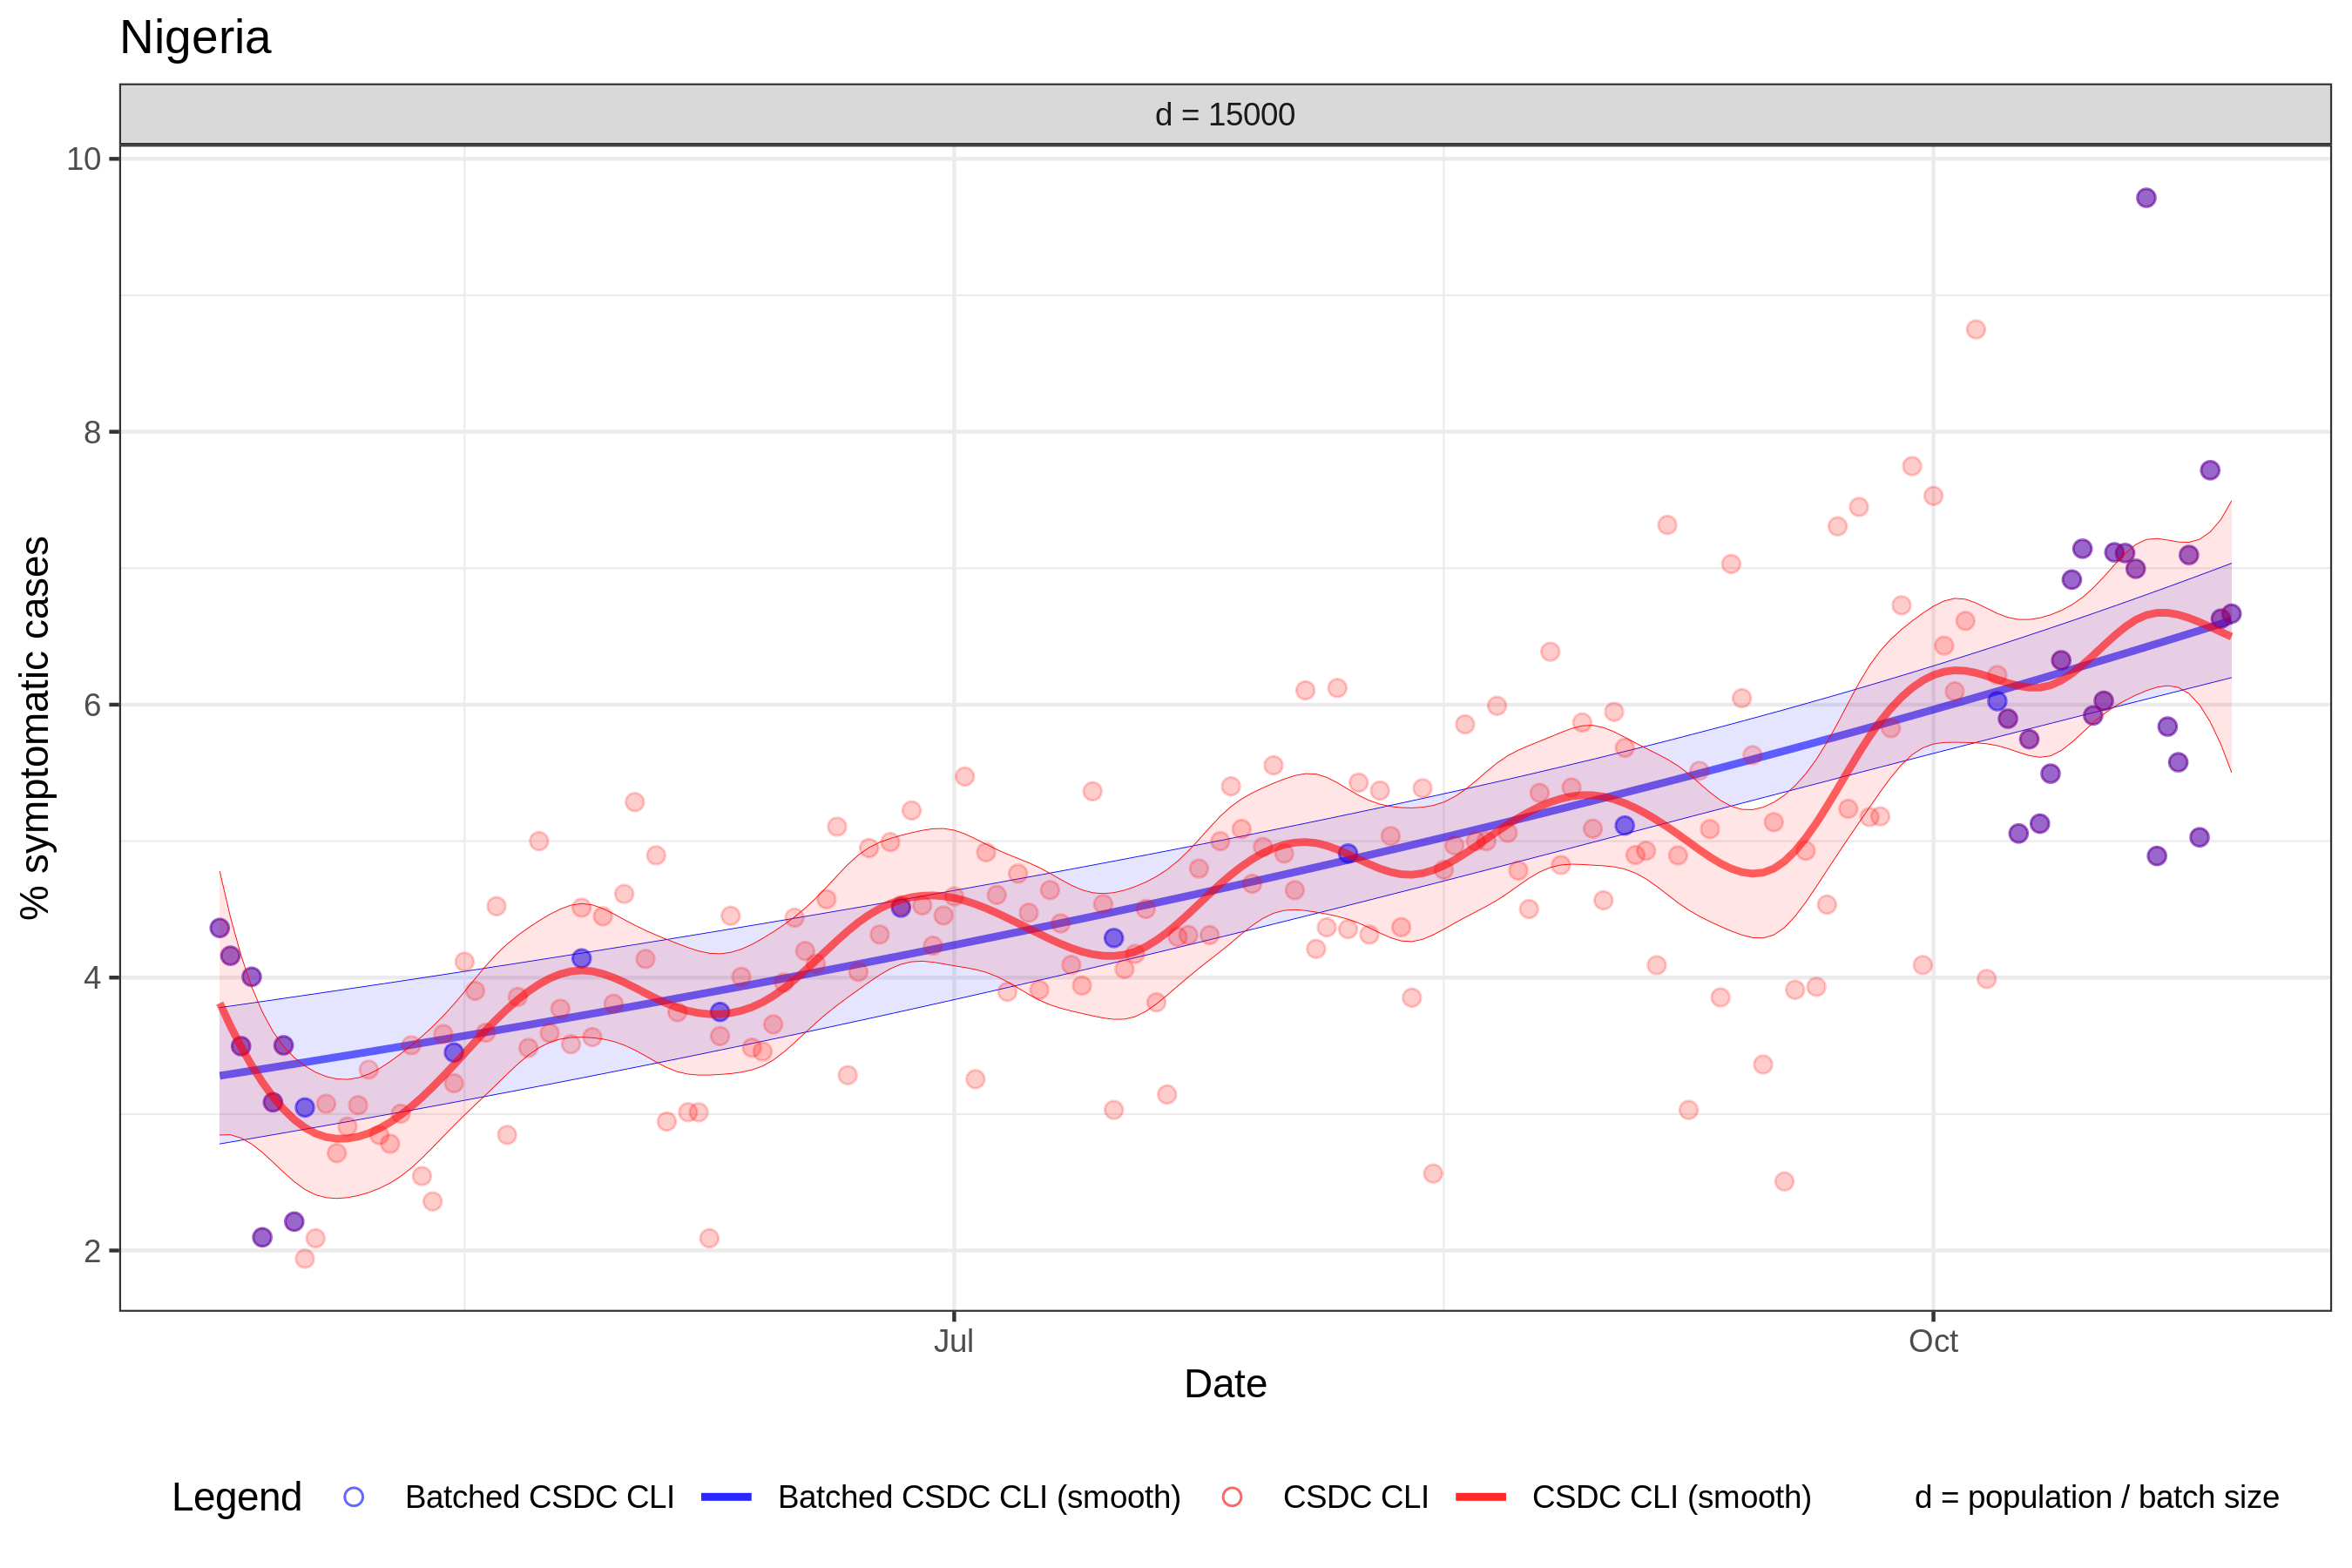 Nigeria
d = 15000
10
8
6
4
2
% symptomatic cases
Jul
Oct
Date
Legend
Batched CSDC CLI
Batched CSDC CLI (smooth)
CSDC CLI
CSDC CLI (smooth)
d = population / batch size